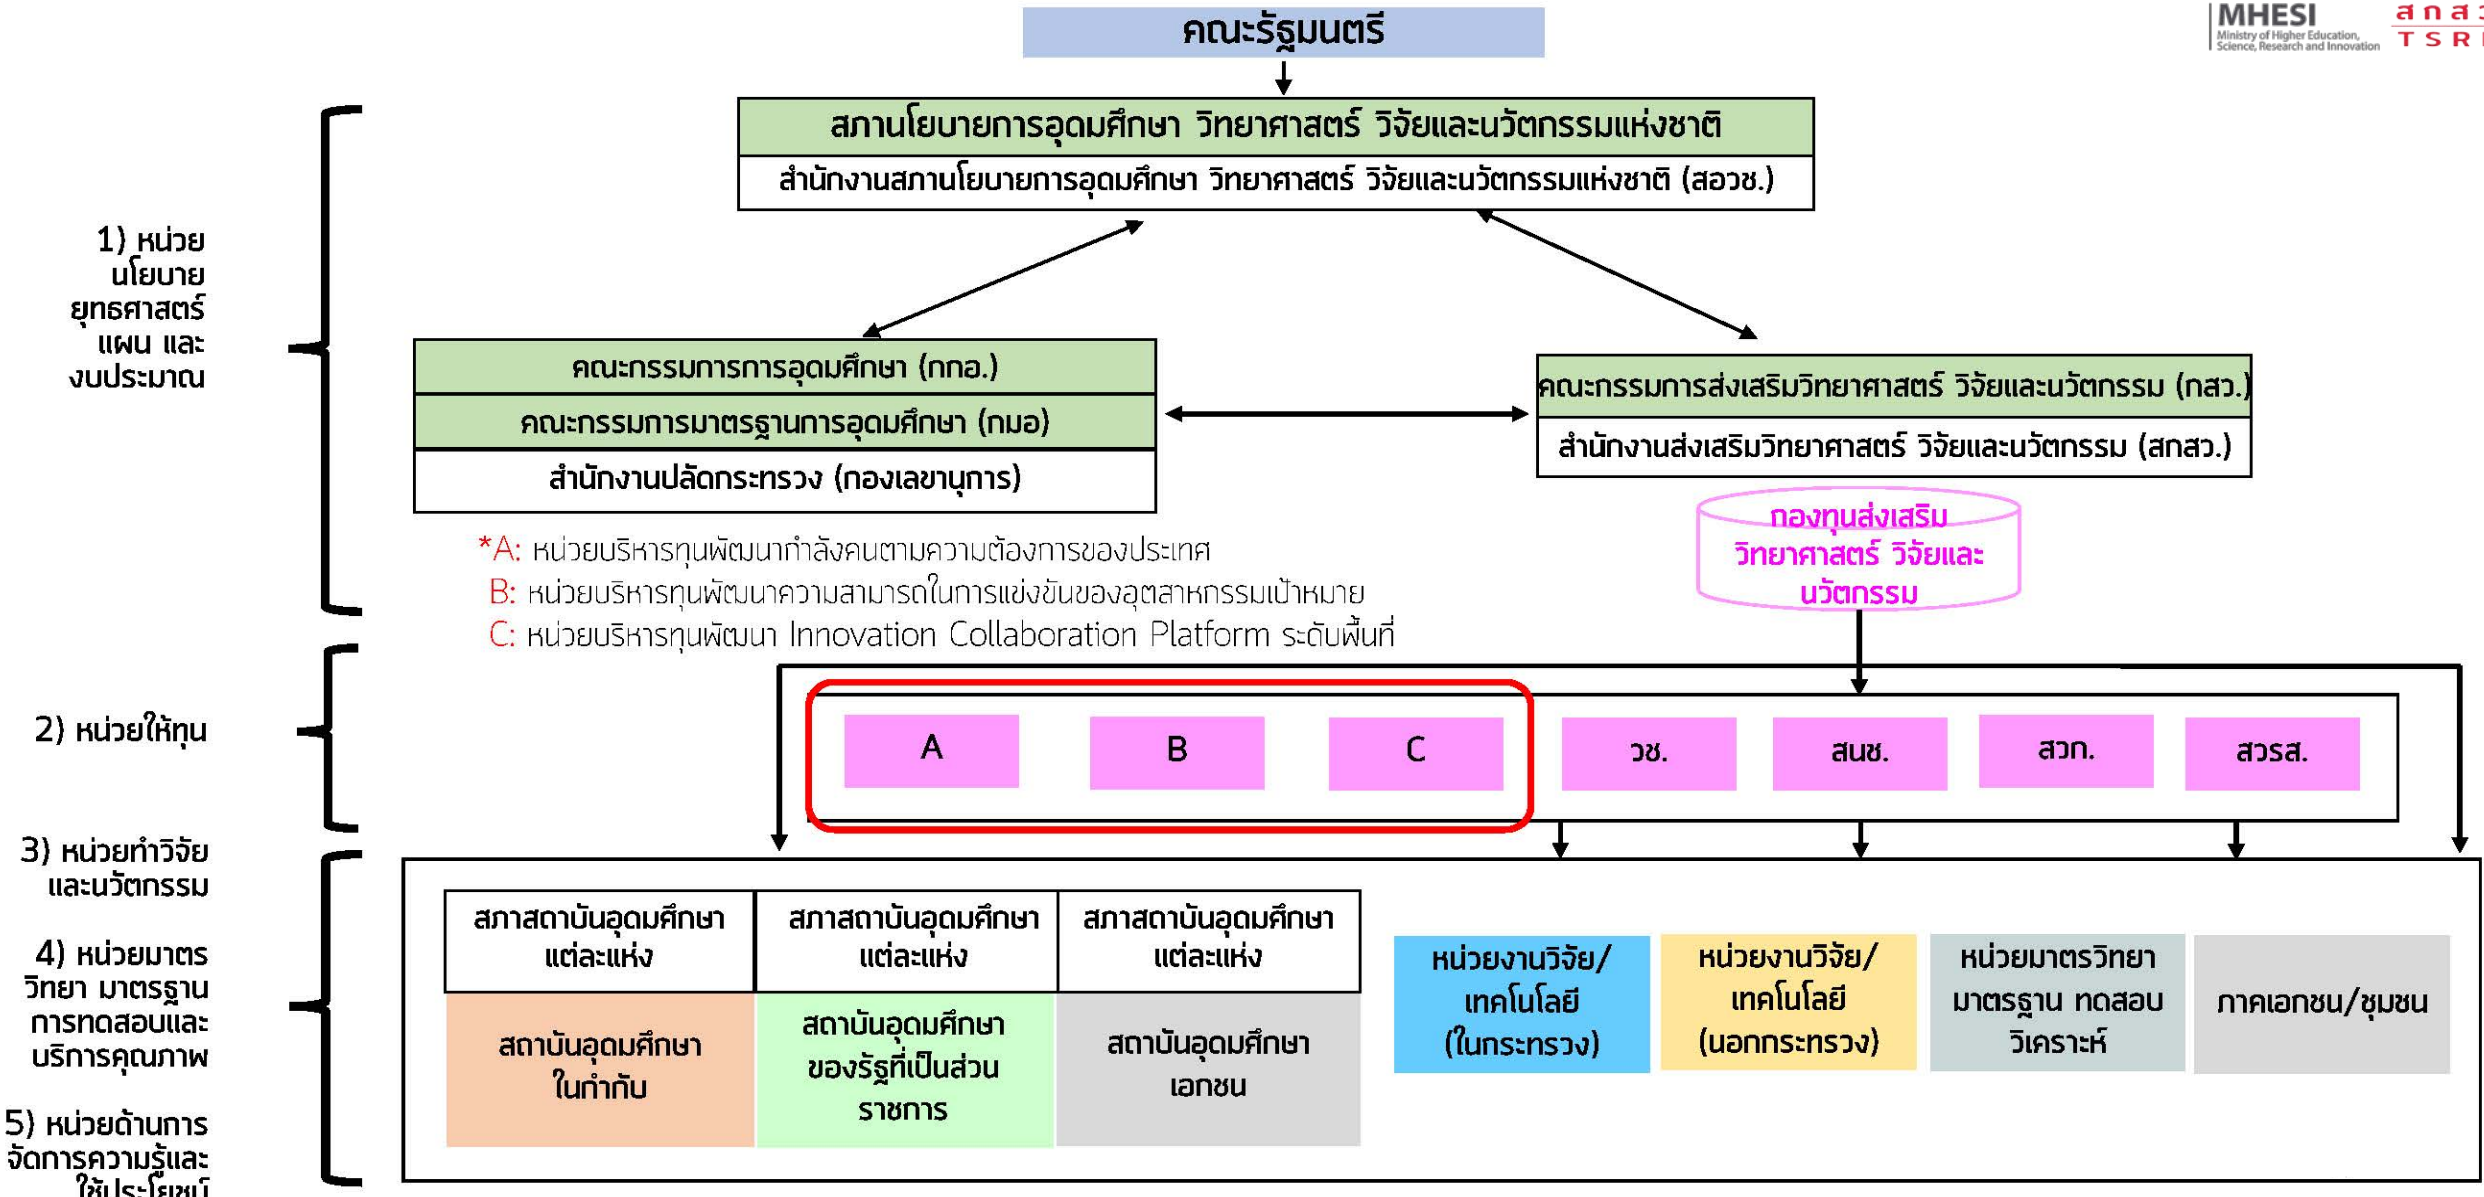 คณะรัฐมนตรี
MHESI
Ministry of Higher Education,
Science, Research and Innovation
สภานโยบายการอุดมศึกษา วิทยาศาสตร์ วิจัยและนวัตกรรมแห่งชาติ
สำนักงานสภานโยบายการอุดมศึกษา วิทยาศาสตร์ วิจัยและนวัตกรรมแห่งชาติ (สอวช.)
1) หน่วย
นโยบาย
ยุทธศาสตร์
แผน และ
งบประมาณ
คณะกรรมการการอุดมศึกษา (กกอ.)
คณะกรรมการมาตรฐานการอุดมศึกษา (กมอ)
สำนักงานปลัดกระทรวง (กองเลขานุการ)
คณะกรรมการส่งเสริมวิทยาศาสตร์ วิจัยและนวัตกรรม (กสว.)
สำนักงานส่งเสริมวิทยาศาสตร์ วิจัยและนวัตกรรม (สกสว.)
กองทุนส่งเสริม
วิทยาศาสตร์ วิจัยและ
นวัตกรรม
*A: หน่วยบริหารทุนพัฒนากำลังคนตามความต้องการของประเทศ
B: หน่วยบริหารทุนพัฒนาความสามารถในการแข่งขันของอุตสาหกรรมเป้าหมาย
C: หน่วยบริหารทุนพัฒนา Innovation Collaboration Platform ระดับพื้นที่
2) หน่วยให้ทุน
A
B
C
วช.
สนช.
สวก.
สวรส.
3) หน่วยทำวิจัย
และนวัตกรรม
4) หน่วยมาตร
วิทยา มาตรฐาน
การทดสอบและ
บริการคุณภาพ
5) หน่วยด้านการ
จัดการความรู้และ
ใช้ประโยชน์
สภาสถาบันอุดมศึกษา
แต่ละแห่ง
สภาสถาบันอุดมศึกษา
แต่ละแห่ง
สภาสถาบันอุดมศึกษา
แต่ละแห่ง
สถาบันอุดมศึกษา
ในกำกับ
สถาบันอุดมศึกษา
ของรัฐที่เป็นส่วน
ราชการ
สถาบันอุดมศึกษา
เอกชน
หน่วยงานวิจัย/
เทคโนโลยี
(ในกระทรวง)
หน่วยงานวิจัย/
เทคโนโลยี
(นอกกระทรวง)
หน่วยมาตรวิทยา
มาตรฐาน ทดสอบ
วิเคราะห์
ภาคเอกชน/ชุมชน